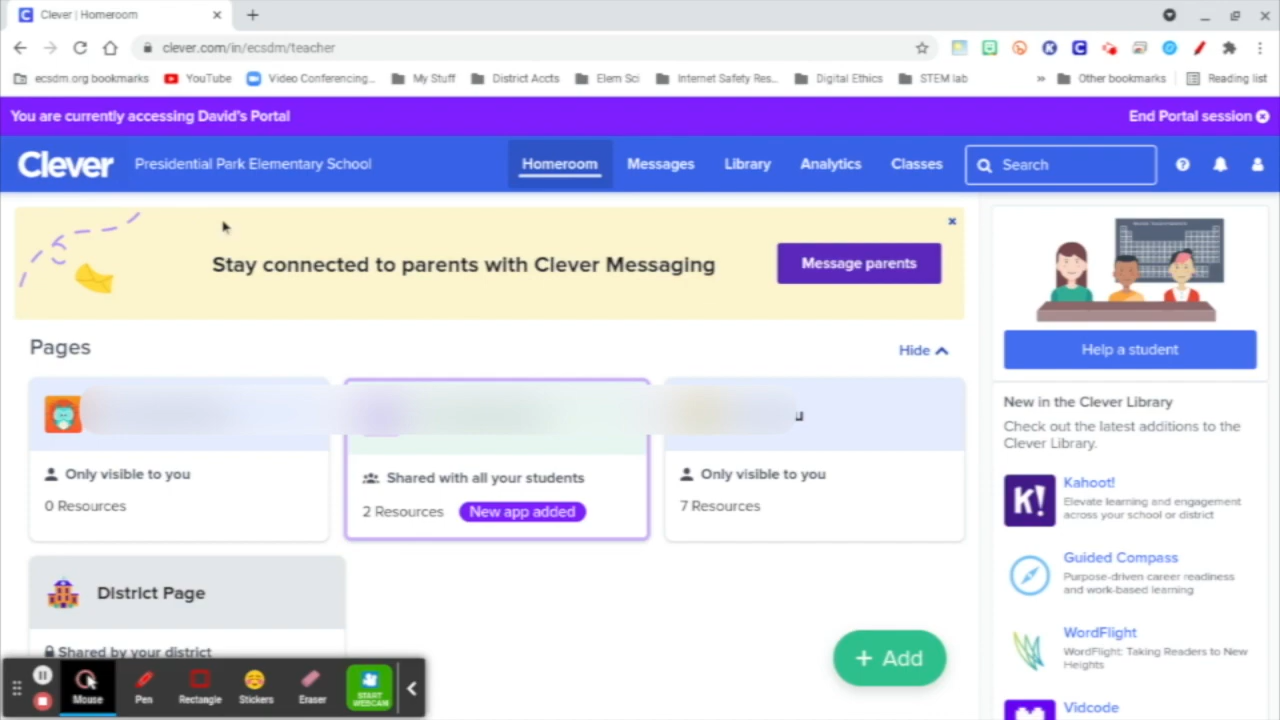 Clever | Homeroom
clever.com/in/ecsdm/teacher
ecsdm.org bookmarks YouTube Video Conferencing... My Stuff District Accts Elem Sci Internet Safety Res... Digital Ethics STEM lab » Other bookmarks Reading list
You are currently accessing David's Portal End Portal session
Clever Presidential Park Elementary School Homeroom Messages Library Analytics Classes Search
Stay connected to parents with Clever Messaging Message parents
Pages Hide
Help a student
New in the Clever Library
Check out the latest additions to the
Clever Library.
Only visible to you Shared with all your students Only visible to you
0 Resources 2 Resources New app added 7 Resources
K! Kahoot!
Elevate learning and engagement
across your school or district
Guided Compass
Purpose-driven career readiness
and work-based learning
District Page
Shared by your district
+ Add
WordFlight
WordFlight: Taking Readers to New
Heights
Vidcode
Mouse Pen Rectangle Stickers Eraser START
WEBCAM